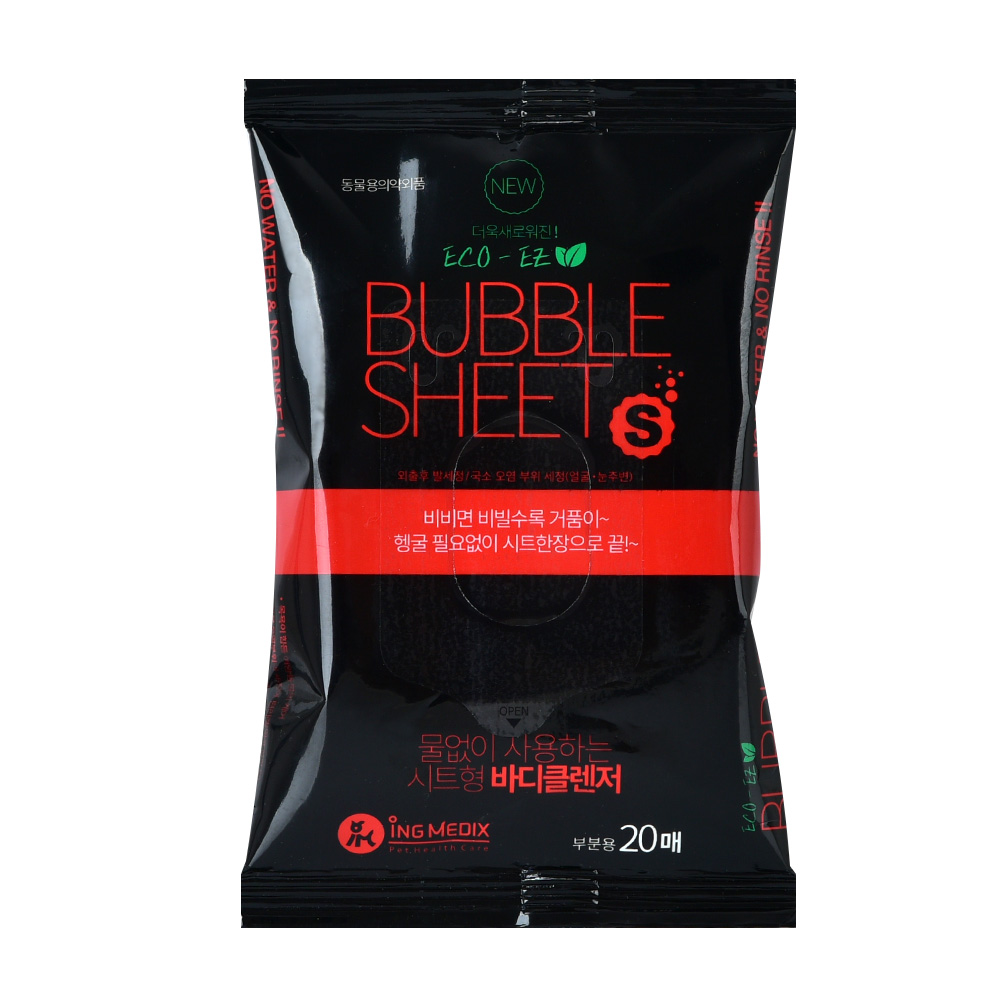 동물용의약외품
NEW
더욱새로워진!
ECO - EZ
BUBBLE
SHEET S
외출후 발세정/국소 오염 부위 세정(얼굴·눈주변)
비비면 비빌수록 거품이~
헹굴 필요없이 시트한장으로 끝!~
OPEN
물없이 사용하는
시트형 바디클렌저
ING MEDIX
Pet Health Care
부분용 20매
NO WATER & NO RINSE !!
NO WATER & NO RINSE !!
ECO - EZ